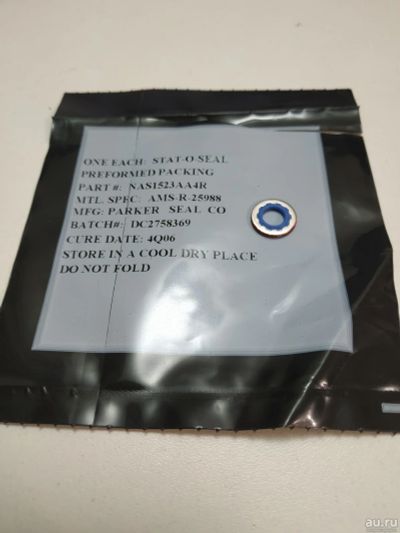 ONE EACH: STAT-O-SEAL
PREFORMED PACKING
PART #: NAS1523AA4R
MTL. SPEC: AMS-R-25988
MFG: PARKER SEAL CO
BATCH#: DC2758369
CURE DATE: 4Q06
STORE IN A COOL DRY PLACE
DO NOT FOLD
au.ru